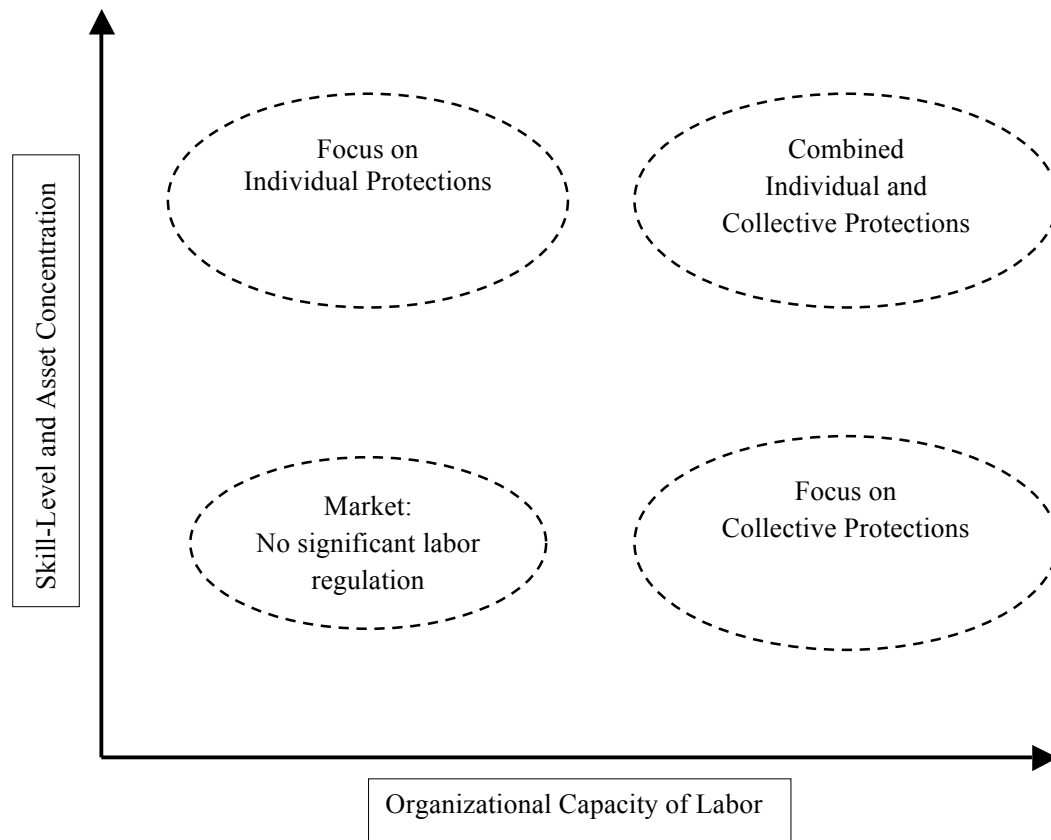 Skill-Level and Asset Concentration
Focus on
Individual Protections
Combined
Individual and
Collective Protections
Market:
No significant labor
regulation
Focus on
Collective Protections
Organizational Capacity of Labor